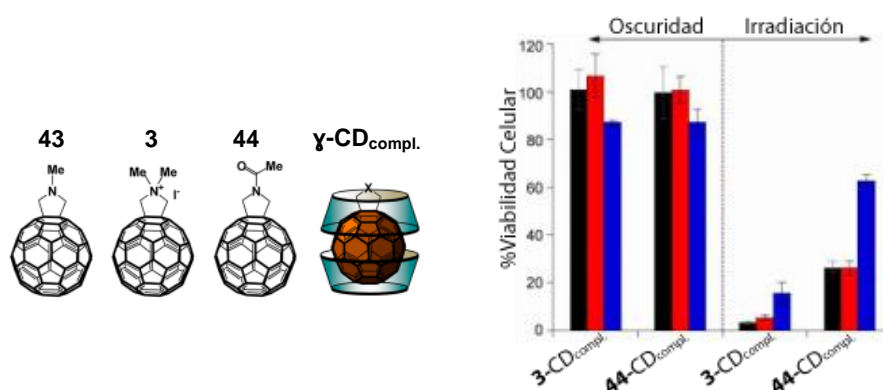 43 3 44 ɣ-CDcompl.
Me
N
Me Me
N+
I-
O Me
N
X
Oscuridad Irradiación
%Viabilidad Celular
120
100
80
60
40
20
0
3-CDcompl. 44-CDcompl. 3-CDcompl. 44-CDcompl.